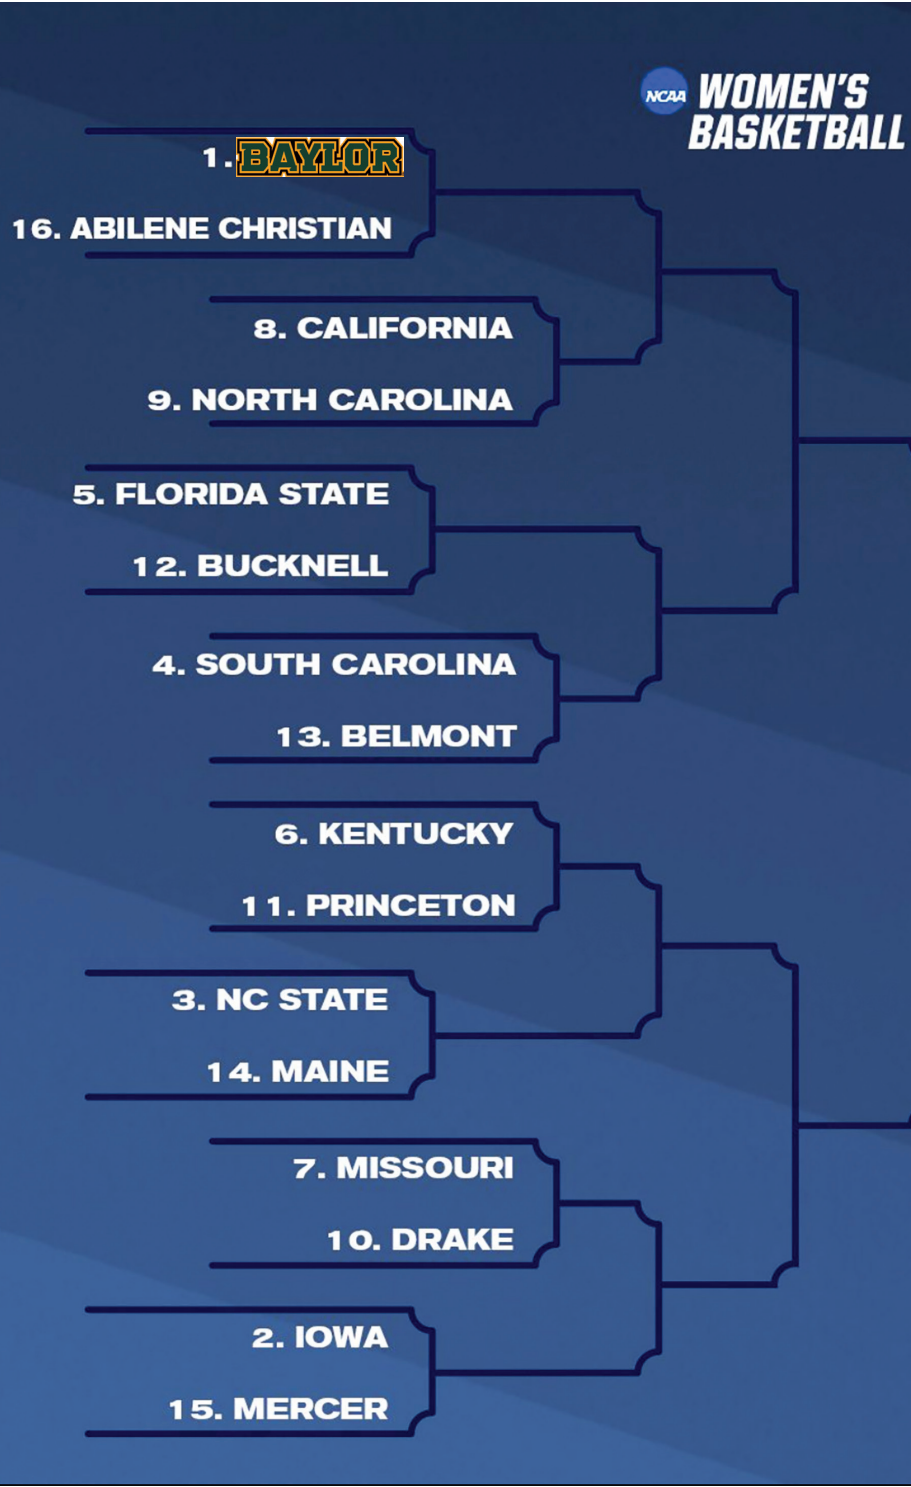 NCAA WOMEN'S
BASKETBALL
1. BAYLOR
16. ABILENE CHRISTIAN
8. CALIFORNIA
9. NORTH CAROLINA
5. FLORIDA STATE
12. BUCKNELL
4. SOUTH CAROLINA
13. BELMONT
6. KENTUCKY
11. PRINCETON
3. NC STATE
14. MAINE
7. MISSOURI
10. DRAKE
2. IOWA
15. MERCER